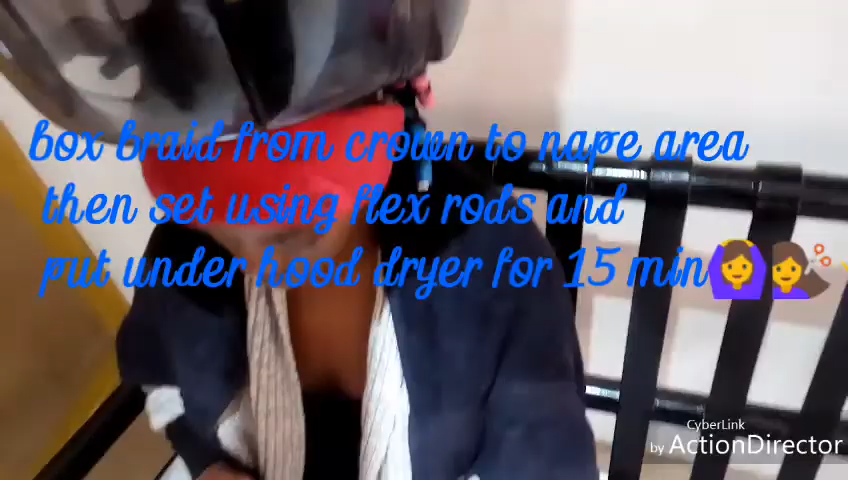 box braid from crown to nape area
then set using flex rods and
put under hood dryer for 15 min🙆‍♀️💇‍♀️
CyberLink
by ActionDirector